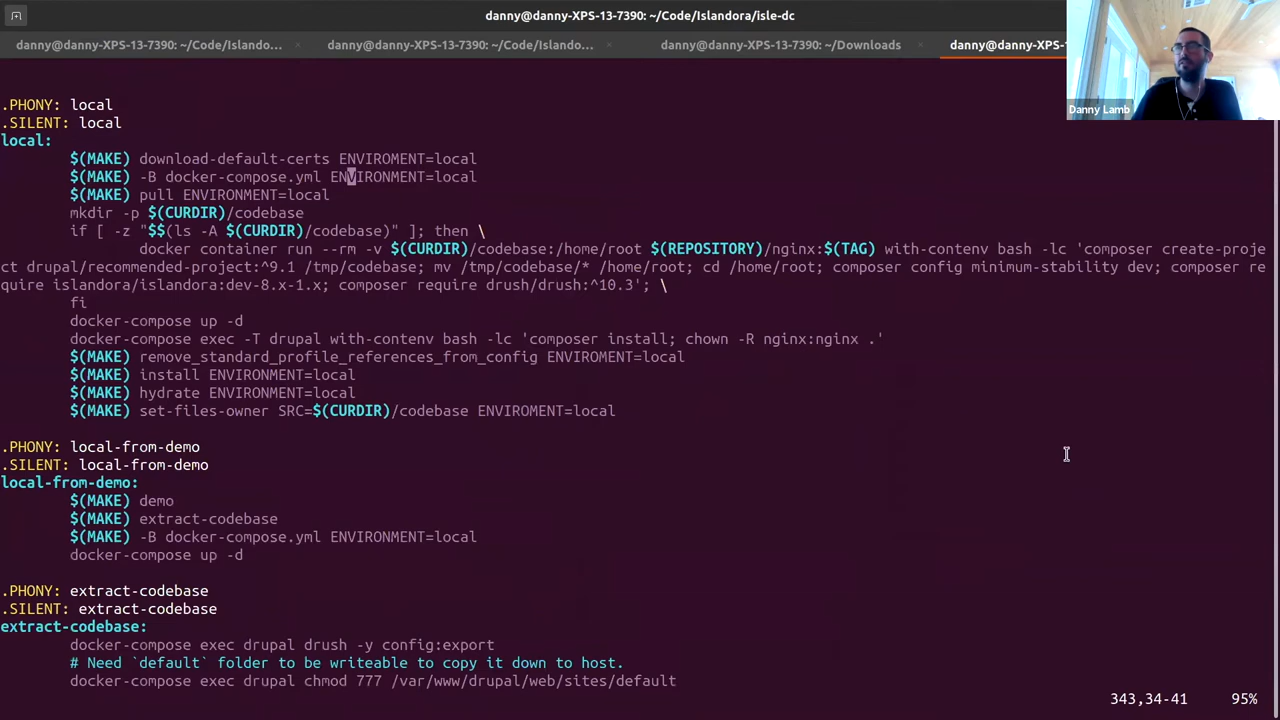 danny@danny-XPS-13-7390: ~/Code/Islandora/isle-dc
danny@danny-XPS-13-7390: ~/Code/Islando... × danny@danny-XPS-13-7390: ~/Code/Islando... × danny@danny-XPS-13-7390: ~/Downloads × danny@danny-XPS-1
Danny Lamb
.PHONY: local
.SILENT: local
local:
$(MAKE) download-default-certs ENVIROMENT=local
$(MAKE) -B docker-compose.yml ENVIRONMENT=local
$(MAKE) pull ENVIRONMENT=local
mkdir -p $(CURDIR)/codebase
if [ -z "$$(ls -A $(CURDIR)/codebase)" ]; then \
docker container run --rm -v $(CURDIR)/codebase:/home/root $(REPOSITORY)/nginx:$(TAG) with-contenv bash -lc 'composer create-proje
ct drupal/recommended-project:^9.1 /tmp/codebase; mv /tmp/codebase/* /home/root; cd /home/root; composer config minimum-stability dev; composer re
quire islandora/islandora:dev-8.x-1.x; composer require drush/drush:^10.3'; \
fi
docker-compose up -d
docker-compose exec -T drupal with-contenv bash -lc 'composer install; chown -R nginx:nginx .'
$(MAKE) remove_standard_profile_references_from_config ENVIROMENT=local
$(MAKE) install ENVIRONMENT=local
$(MAKE) hydrate ENVIRONMENT=local
$(MAKE) set-files-owner SRC=$(CURDIR)/codebase ENVIROMENT=local
.PHONY: local-from-demo
.SILENT: local-from-demo
local-from-demo:
$(MAKE) demo
$(MAKE) extract-codebase
$(MAKE) -B docker-compose.yml ENVIRONMENT=local
docker-compose up -d
.PHONY: extract-codebase
.SILENT: extract-codebase
extract-codebase:
docker-compose exec drupal drush -y config:export
# Need `default` folder to be writeable to copy it down to host.
docker-compose exec drupal chmod 777 /var/www/drupal/web/sites/default
343,34-41 95%